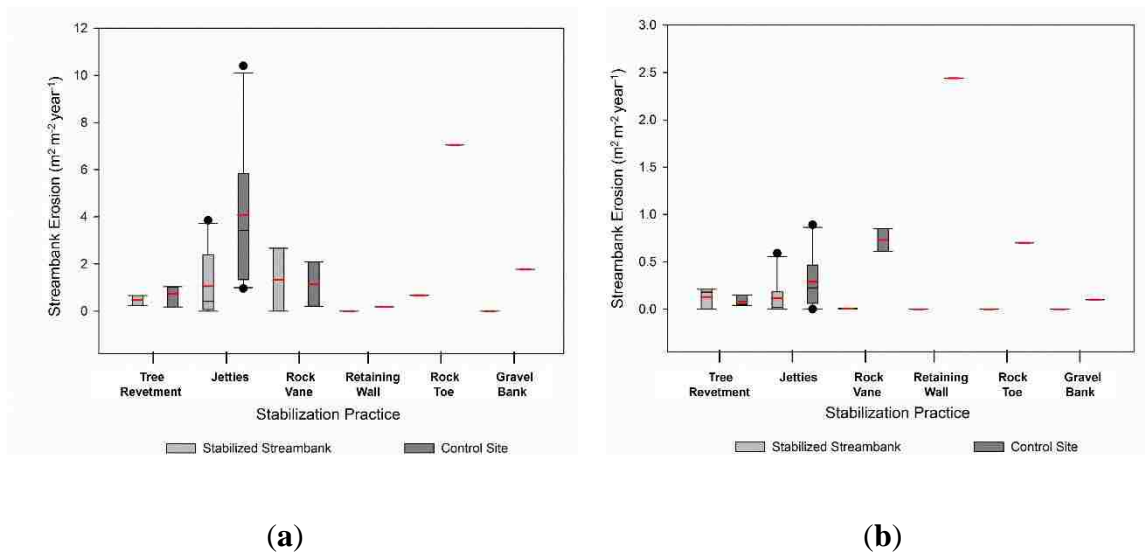 Streambank Erosion (m² m⁻² year⁻¹)
12
10
8
6
4
2
0
Tree Revetment
Jetties
Rock Vane
Retaining Wall
Rock Toe
Gravel Bank
Stabilization Practice
Stabilized Streambank
Control Site
(a)
Streambank Erosion (m² m⁻² year⁻¹)
3.0
2.5
2.0
1.5
1.0
0.5
0.0
Tree Revetment
Jetties
Rock Vane
Retaining Wall
Rock Toe
Gravel Bank
Stabilization Practice
Stabilized Streambank
Control Site
(b)